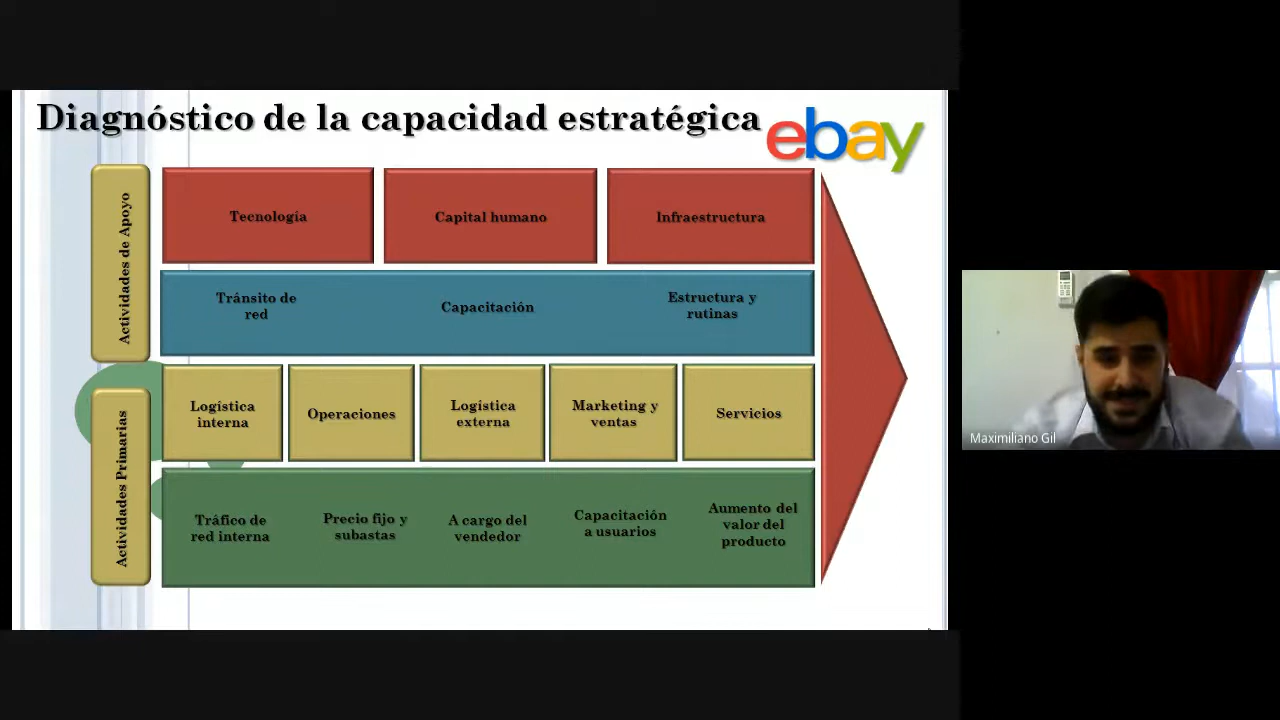 Diagnóstico de la capacidad estratégica
ebay
Actividades de Apoyo
Tecnología
Capital humano
Infraestructura
Tránsito de
red
Capacitación
Estructura y
rutinas
Actividades Primarias
Logística
interna
Operaciones
Logística
externa
Marketing y
ventas
Servicios
Tráfico de
red interna
Precio fijo y
subastas
A cargo del
vendedor
Capacitación
a usuarios
Aumento del
valor del
producto
Maximiliano Gil